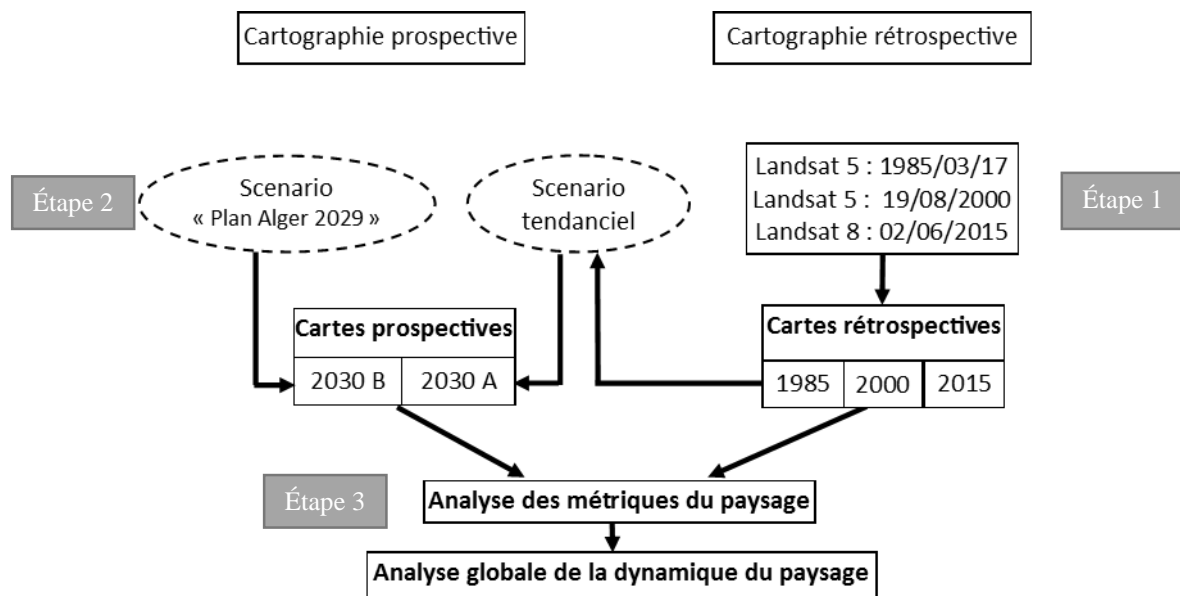 Cartographie prospective
Cartographie rétrospective
Étape 2
Scenario
« Plan Alger 2029 »
Scenario
tendanciel
Landsat 5 : 1985/03/17
Landsat 5 : 19/08/2000
Landsat 8 : 02/06/2015
Étape 1
Cartes prospectives
2030 B
2030 A
Cartes rétrospectives
1985
2000
2015
Étape 3
Analyse des métriques du paysage
Analyse globale de la dynamique du paysage